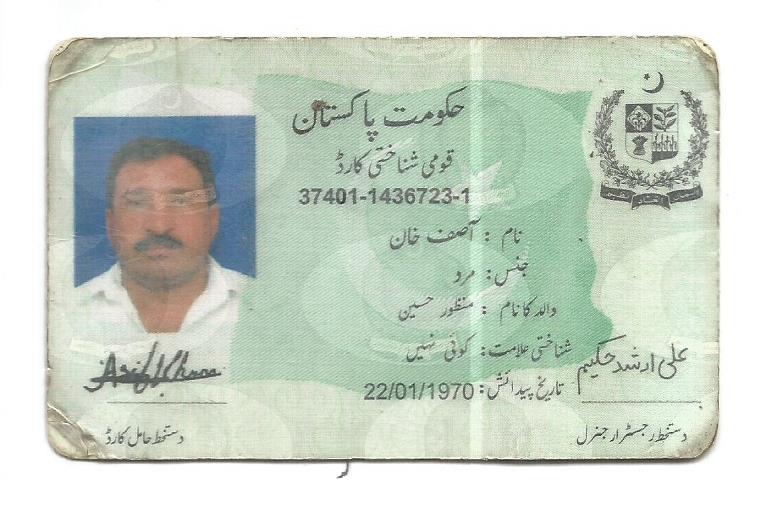 حکومت پاکستان
قومی شناختی کارڈ
37401-1436723-1
نام : آصف خان
جنس : مرد
والد کا نام : منظور حسین
شناختی علامت : کوئی نہیں
تاریخ پیدائش : 22/01/1970
Asif Khan
علی ارشد حکیم
دستخط حامل کارڈ
دستخط رجسٹرار جنرل